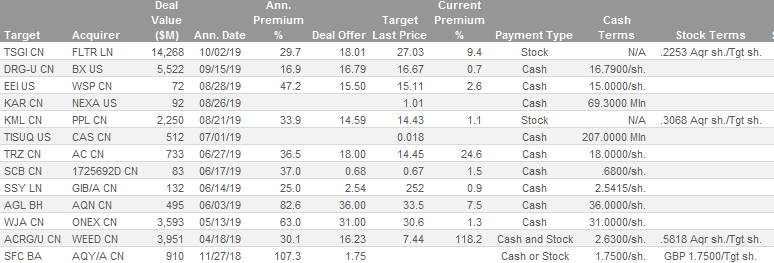 Deal Ann. Target Current Cash
Target Acquirer Value ($M) Ann. Date Premium % Deal Offer Last Price Premium % Payment Type Terms Stock Terms
TSGI CN FLTR LN 14,268 10/02/19 29.7 18.01 27.03 9.4 Stock N/A .2253 Aqr sh./Tgt sh.
DRG-U CN BX US 5,522 09/15/19 16.9 16.79 16.67 0.7 Cash 16.7900/sh.
EEI US WSP CN 72 08/28/19 47.2 15.50 15.11 2.6 Cash 15.0000/sh.
KAR CN NEXA US 92 08/26/19 1.01 Cash 69.3000 Mln
KML CN PPL CN 2,250 08/21/19 33.9 14.59 14.43 1.1 Stock N/A .3068 Aqr sh./Tgt sh.
TISUQ US CAS CN 512 07/01/19 0.018 Cash 207.0000 Mln
TRZ CN AC CN 733 06/27/19 36.5 18.00 14.45 24.6 Cash 18.0000/sh.
SCB CN 1725692D CN 83 06/17/19 37.0 0.68 0.67 1.5 Cash .6800/sh.
SSY LN GIB/A CN 132 06/14/19 25.0 2.54 252 0.9 Cash 2.5415/sh.
AGL BH AQN CN 495 06/03/19 82.6 36.00 33.5 7.5 Cash 36.0000/sh.
WJA CN ONEX CN 3,593 05/13/19 63.0 31.00 30.6 1.3 Cash 31.0000/sh.
ACRG/U CN WEED CN 3,951 04/18/19 30.1 16.23 7.44 118.2 Cash and Stock 2.6300/sh. .5818 Aqr sh./Tgt sh.
SFC BA AQY/A CN 910 11/27/18 107.3 1.75 Cash or Stock 1.7500/sh. GBP 1.7500/Tgt sh.